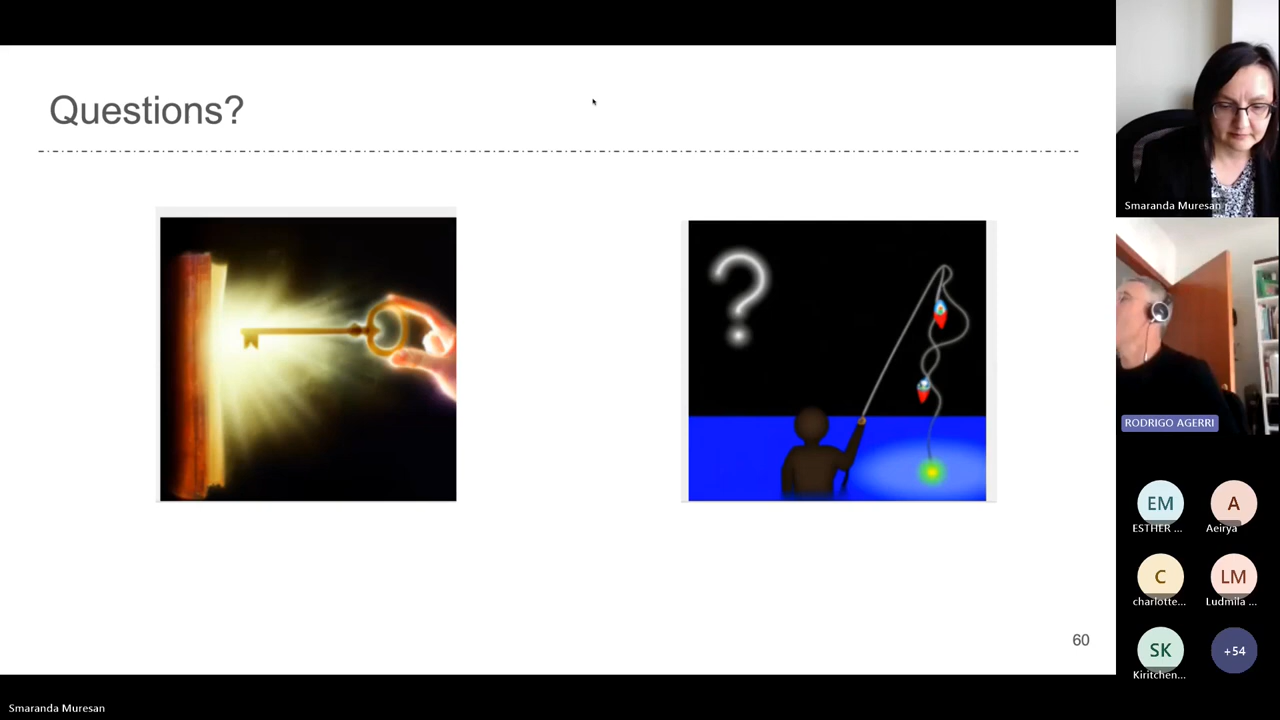 Questions?
60
Smaranda Muresan
RODRIGO AGERRI
EM
ESTHER ...
A
Aeirya
C
charlotte...
LM
Ludmila ...
SK
Kiritchen...
+54
Smaranda Muresan